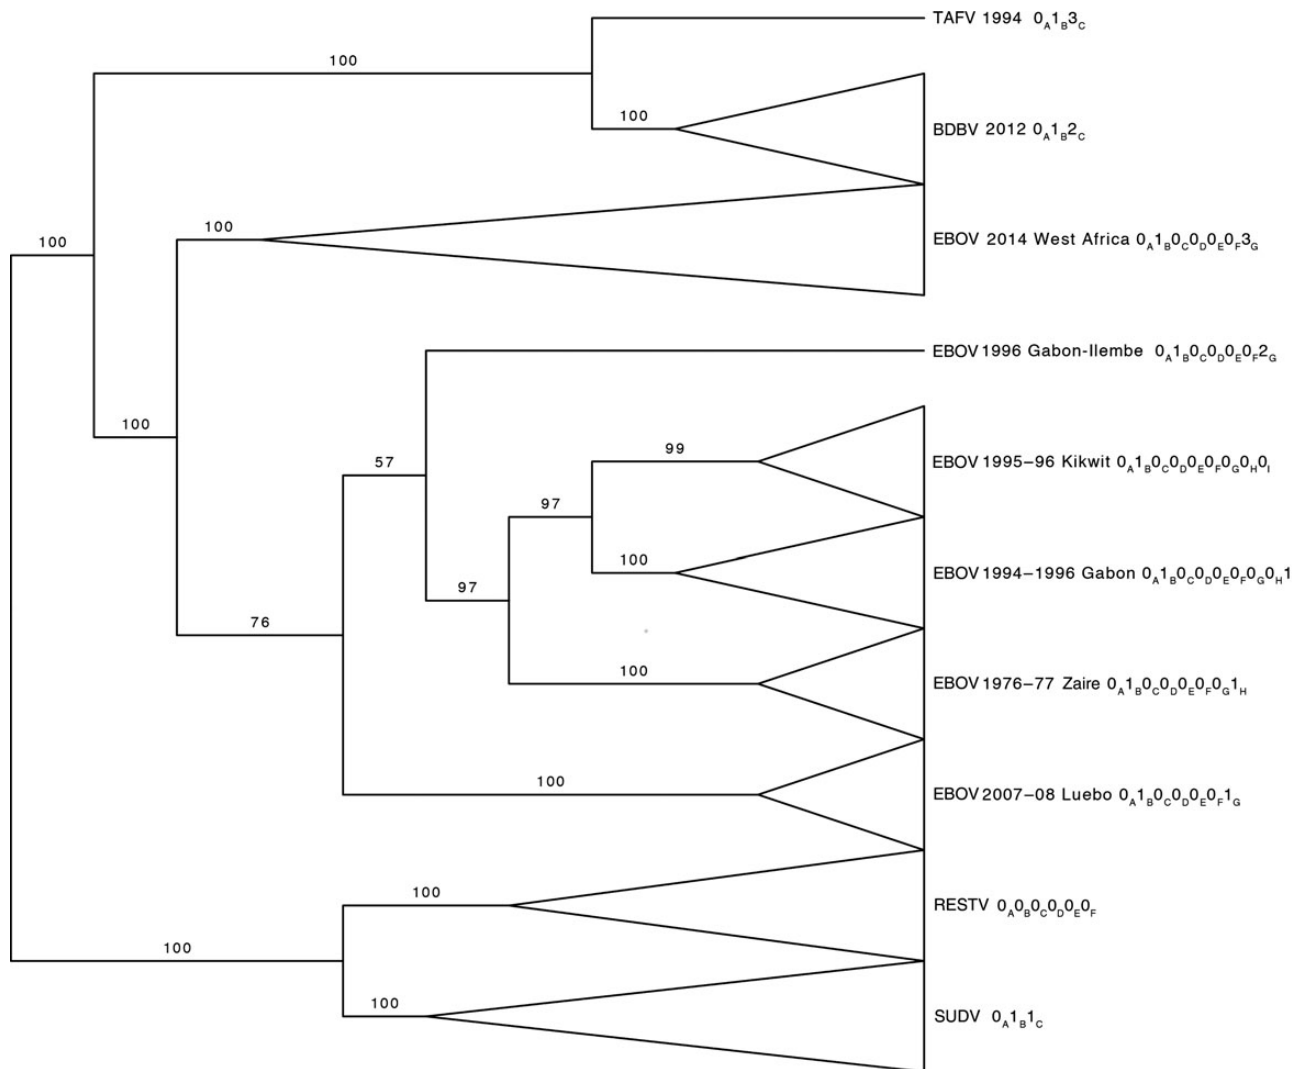 TAFV 1994 0A1B3C
100
100
BDBV 2012 0A1B2C
100
EBOV 2014 West Africa 0A1B0C0D0E0F3G
100
EBOV 1996 Gabon-Ilembe 0A1B0C0D0E0F2G
100
99
57
EBOV 1995–96 Kikwit 0A1B0C0D0E0F0G0H0I
97
100
EBOV 1994–1996 Gabon 0A1B0C0D0E0F0G0H1
97
76
100
EBOV 1976–77 Zaire 0A1B0C0D0E0F0G1H
100
EBOV 2007–08 Luebo 0A1B0C0D0E0F1G
100
RESTV 0A0B0C0D0E0F
100
100
SUDV 0A1B1C